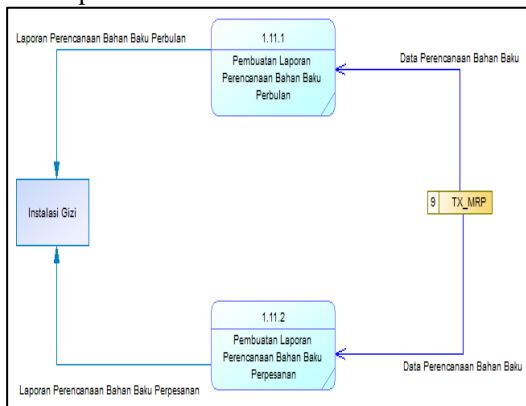 Laporan Perencanaan Bahan Baku Perbulan
1.11.1
Pembuatan Laporan
Perencanaan Bahan Baku
Perbulan
Data Perencanaan Bahan Baku
Instalasi Gizi
9 TX_MRP
1.11.2
Pembuatan Laporan
Perencanaan Bahan Baku
Perpesanan
Data Perencanaan Bahan Baku
Laporan Perencanaan Bahan Baku Perpesanan